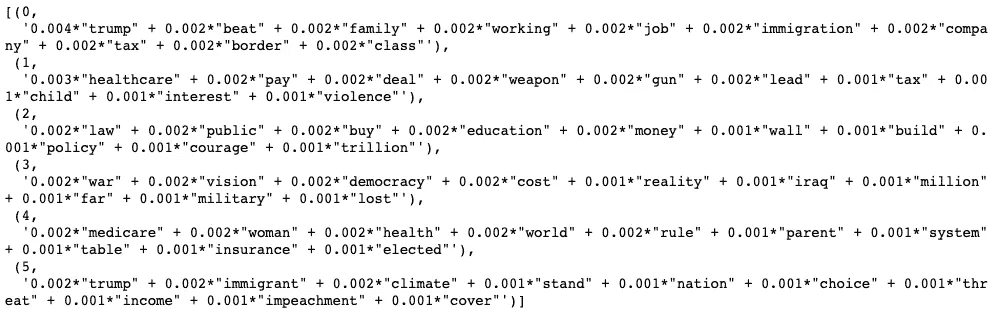 [(0,
'0.004*"trump" + 0.002*"beat" + 0.002*"family" + 0.002*"working" + 0.002*"job" + 0.002*"immigration" + 0.002*"compa
ny" + 0.002*"tax" + 0.002*"border" + 0.002*"class"'),
(1,
'0.003*"healthcare" + 0.002*"pay" + 0.002*"deal" + 0.002*"weapon" + 0.002*"gun" + 0.002*"lead" + 0.001*"tax" + 0.00
1*"child" + 0.001*"interest" + 0.001*"violence"'),
(2,
'0.002*"law" + 0.002*"public" + 0.002*"buy" + 0.002*"education" + 0.002*"money" + 0.001*"wall" + 0.001*"build" + 0.
001*"policy" + 0.001*"courage" + 0.001*"trillion"'),
(3,
'0.002*"war" + 0.002*"vision" + 0.002*"democracy" + 0.002*"cost" + 0.001*"reality" + 0.001*"iraq" + 0.001*"million"
+ 0.001*"far" + 0.001*"military" + 0.001*"lost"'),
(4,
'0.002*"medicare" + 0.002*"woman" + 0.002*"health" + 0.002*"world" + 0.002*"rule" + 0.001*"parent" + 0.001*"system"
+ 0.001*"table" + 0.001*"insurance" + 0.001*"elected"'),
(5,
'0.002*"trump" + 0.002*"immigrant" + 0.002*"climate" + 0.001*"stand" + 0.001*"nation" + 0.001*"choice" + 0.001*"thr
eat" + 0.001*"income" + 0.001*"impeachment" + 0.001*"cover"')]